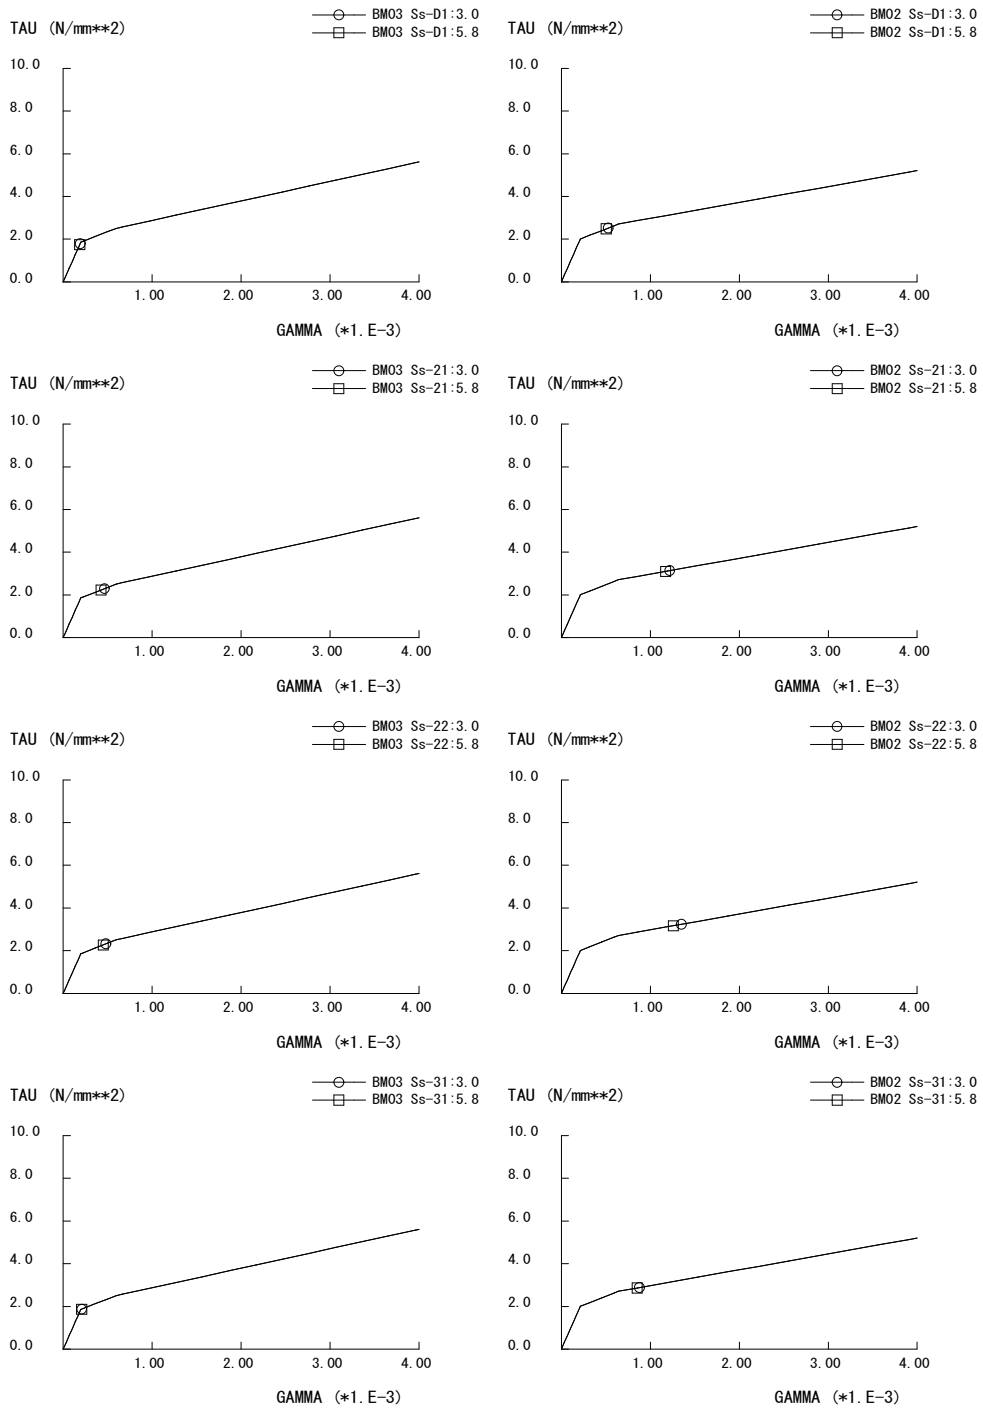 TAU (N/mm**2)
BM03 Ss-D1:3.0
BM03 Ss-D1:5.8
10.0
8.0
6.0
4.0
2.0
0.0
1.00 2.00 3.00 4.00
GAMMA (*1.E-3)
TAU (N/mm**2)
BM02 Ss-D1:3.0
BM02 Ss-D1:5.8
10.0
8.0
6.0
4.0
2.0
0.0
1.00 2.00 3.00 4.00
GAMMA (*1.E-3)
TAU (N/mm**2)
BM03 Ss-21:3.0
BM03 Ss-21:5.8
10.0
8.0
6.0
4.0
2.0
0.0
1.00 2.00 3.00 4.00
GAMMA (*1.E-3)
TAU (N/mm**2)
BM02 Ss-21:3.0
BM02 Ss-21:5.8
10.0
8.0
6.0
4.0
2.0
0.0
1.00 2.00 3.00 4.00
GAMMA (*1.E-3)
TAU (N/mm**2)
BM03 Ss-22:3.0
BM03 Ss-22:5.8
10.0
8.0
6.0
4.0
2.0
0.0
1.00 2.00 3.00 4.00
GAMMA (*1.E-3)
TAU (N/mm**2)
BM02 Ss-22:3.0
BM02 Ss-22:5.8
10.0
8.0
6.0
4.0
2.0
0.0
1.00 2.00 3.00 4.00
GAMMA (*1.E-3)
TAU (N/mm**2)
BM03 Ss-31:3.0
BM03 Ss-31:5.8
10.0
8.0
6.0
4.0
2.0
0.0
1.00 2.00 3.00 4.00
GAMMA (*1.E-3)
TAU (N/mm**2)
BM02 Ss-31:3.0
BM02 Ss-31:5.8
10.0
8.0
6.0
4.0
2.0
0.0
1.00 2.00 3.00 4.00
GAMMA (*1.E-3)